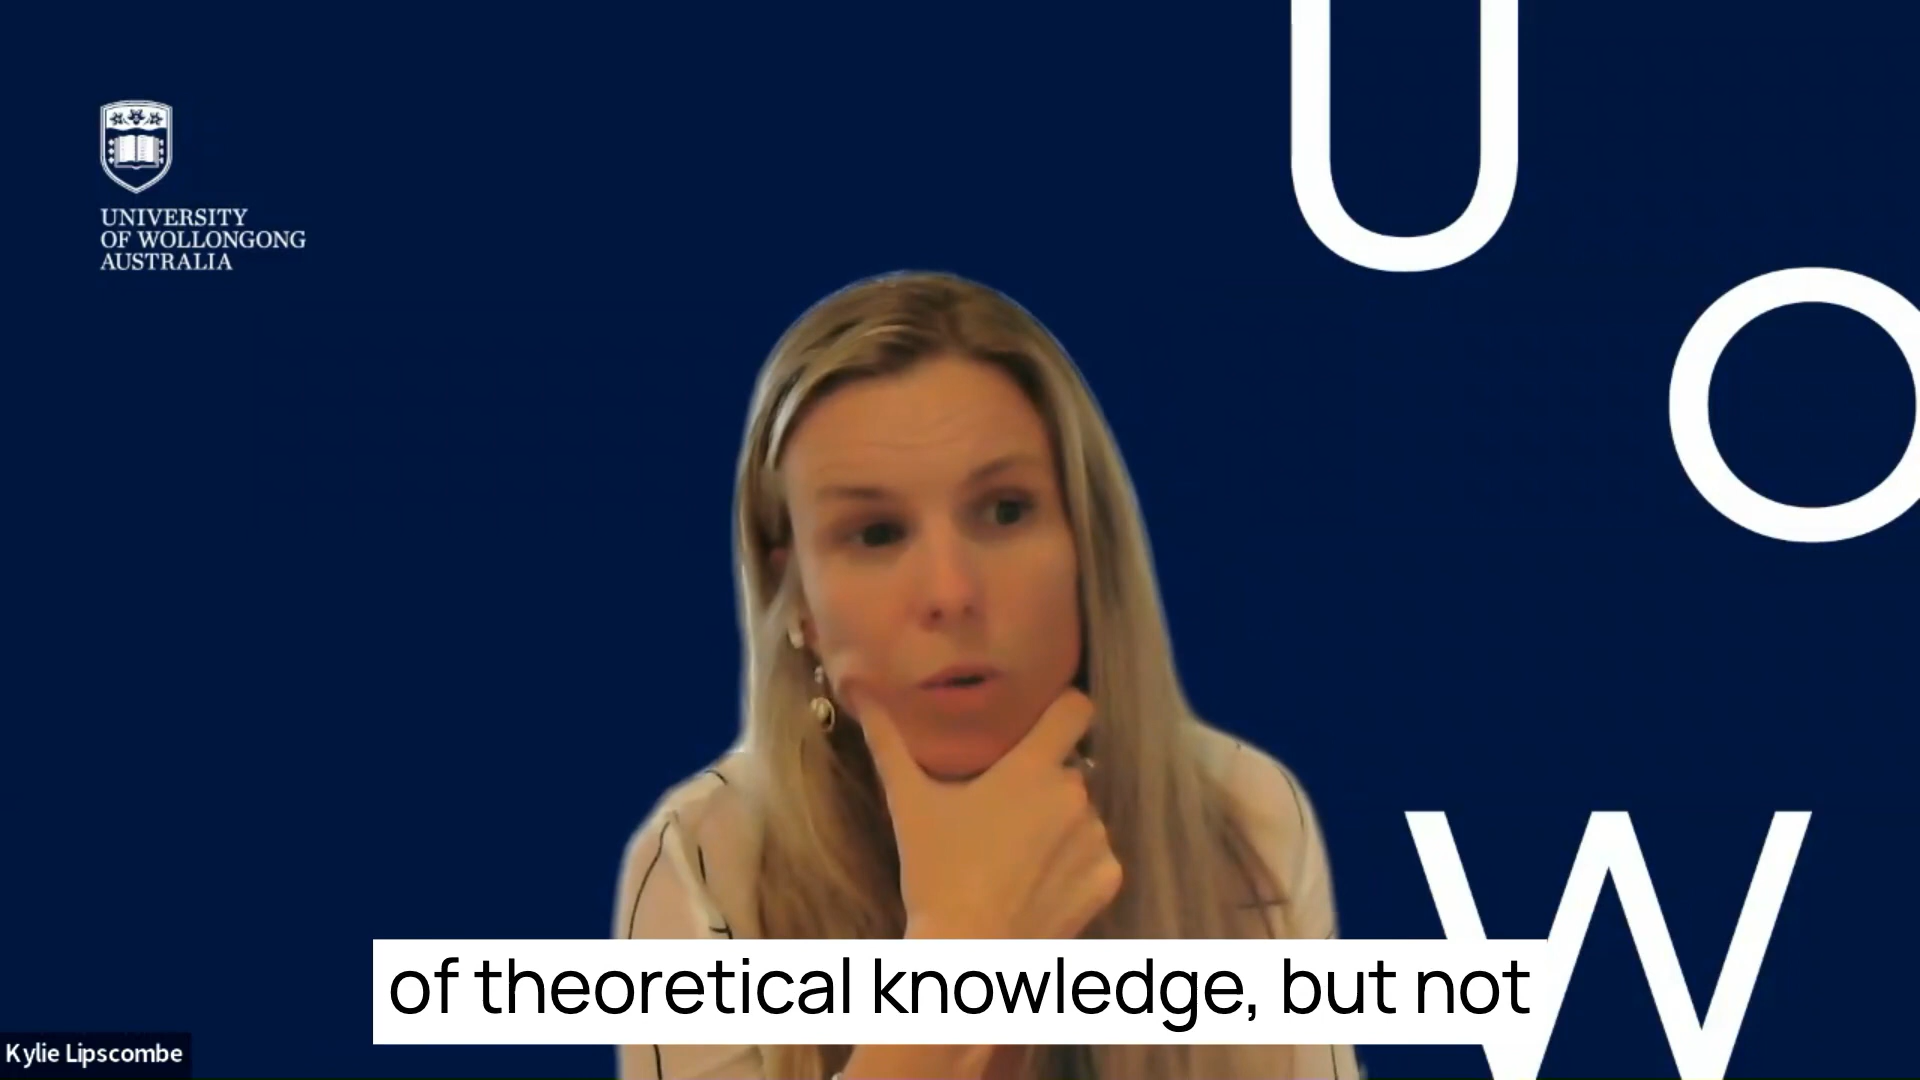 UNIVERSITY
OF WOLLONGONG
AUSTRALIA
U
O
W
of theoretical knowledge, but not
Kylie Lipscombe